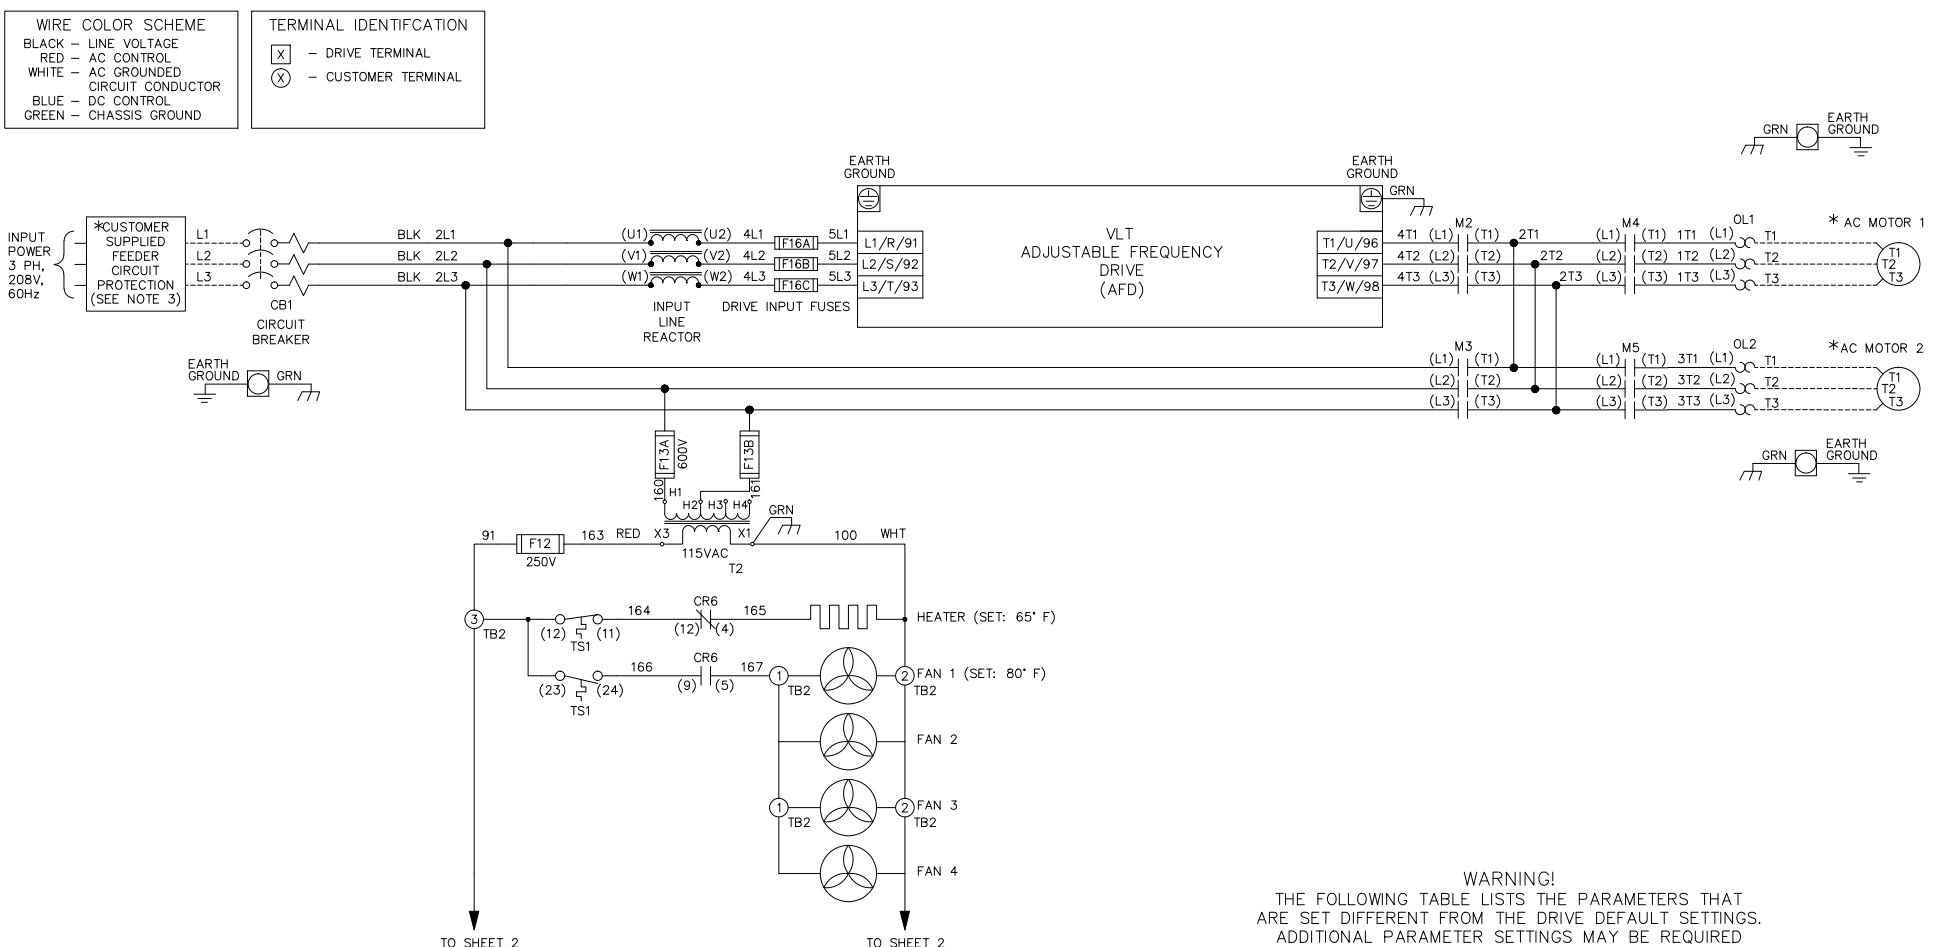 WIRE COLOR SCHEME
BLACK – LINE VOLTAGE
RED – AC CONTROL
WHITE – AC GROUNDED
CIRCUIT CONDUCTOR
BLUE – DC CONTROL
GREEN – CHASSIS GROUND
TERMINAL IDENTIFCATION
X – DRIVE TERMINAL
X – CUSTOMER TERMINAL
GRN
EARTH
GROUND
EARTH
GROUND
EARTH
GROUND
GRN
INPUT
POWER
3 PH,
208V,
60Hz
*CUSTOMER
SUPPLIED
FEEDER
CIRCUIT
PROTECTION
(SEE NOTE 3)
L1
L2
L3
CB1
CIRCUIT
BREAKER
BLK 2L1
BLK 2L2
BLK 2L3
(U1) (U2) 4L1 F16A 5L1
(V1) (V2) 4L2 F16B 5L2
(W1) (W2) 4L3 F16C 5L3
INPUT
LINE
REACTOR
DRIVE INPUT FUSES
L1/R/91
L2/S/92
L3/T/93
VLT
ADJUSTABLE FREQUENCY
DRIVE
(AFD)
T1/U/96
T2/V/97
T3/W/98
M2 M4 OL1
4T1 (L1) (T1) 2T1 (L1) (T1) 1T1 (L1) T1
4T2 (L2) (T2) 2T2 (L2) (T2) 1T2 (L2) T2
4T3 (L3) (T3) 2T3 (L3) (T3) 1T3 (L3) T3
* AC MOTOR 1
T1
T2
T3
EARTH
GROUND GRN
M3 M5 OL2
(L1) (T1) (L1) (T1) 3T1 (L1) T1
(L2) (T2) (L2) (T2) 3T2 (L2) T2
(L3) (T3) (L3) (T3) 3T3 (L3) T3
*AC MOTOR 2
T1
T2
T3
GRN
EARTH
GROUND
F13A
600V
F13B
160
161
H1
H2 H3 H4
GRN
91 F12 163 RED X3 X1 100 WHT
250V
115VAC
T2
3
TB2
(12) (11)
TS1
164
CR6
(12) (4)
165
HEATER (SET: 65° F)
(23) (24)
TS1
166
CR6
(9) (5)
167
1
TB2
2
TB2
FAN 1 (SET: 80° F)
FAN 2
1
TB2
2
TB2
FAN 3
FAN 4
TO SHEET 2
TO SHEET 2
WARNING!
THE FOLLOWING TABLE LISTS THE PARAMETERS THAT
ARE SET DIFFERENT FROM THE DRIVE DEFAULT SETTINGS.
ADDITIONAL PARAMETER SETTINGS MAY BE REQUIRED